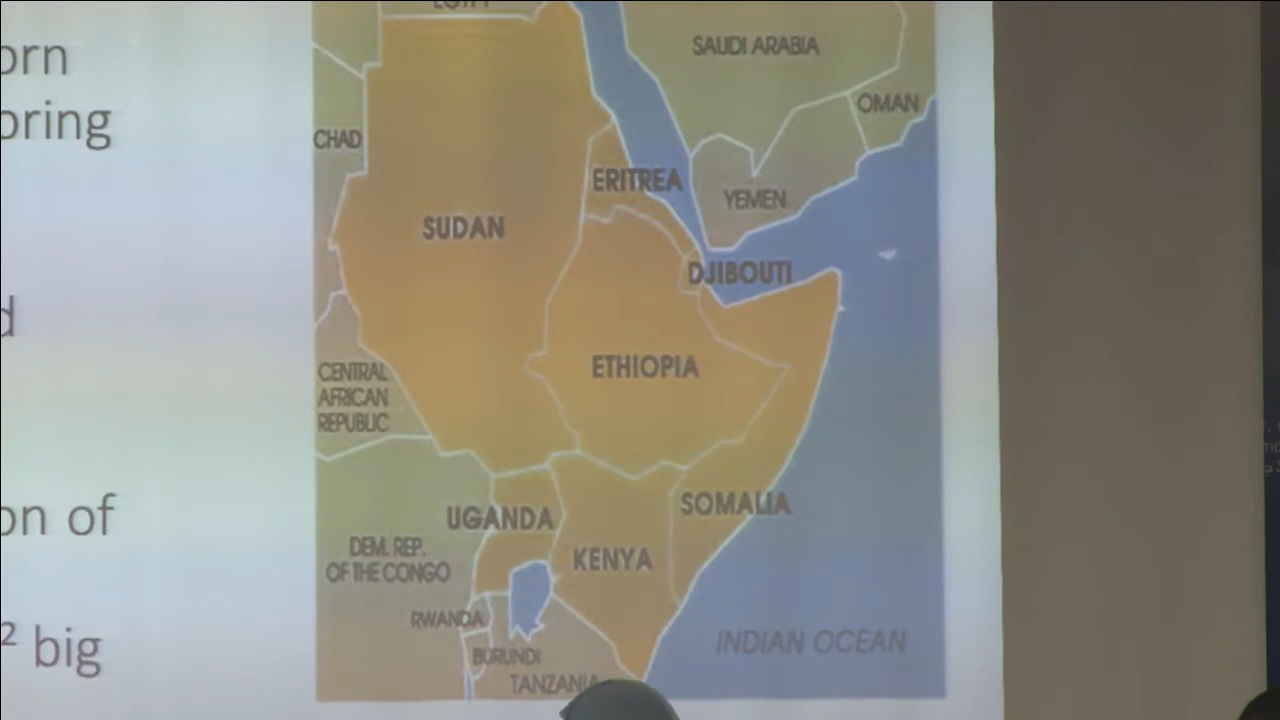 orn
oring
d
on of
² big
EGYPT
SAUDI ARABIA
OMAN
CHAD
ERITREA
YEMEN
SUDAN
DJIBOUTI
ETHIOPIA
CENTRAL
AFRICAN
REPUBLIC
SOMALIA
UGANDA
KENYA
DEM. REP.
OF THE CONGO
RWANDA
INDIAN OCEAN
BURUNDI
TANZANIA